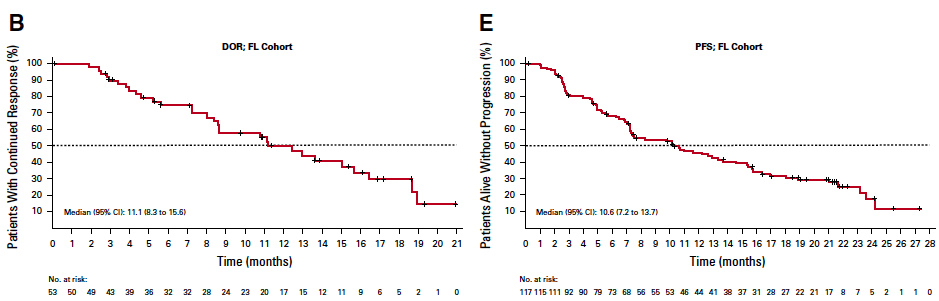 B
DOR; FL Cohort
Patients With Continued Response (%)
100
90
80
70
60
50
40
30
20
10
Median (95% CI): 11.1 (8.3 to 15.6)
0 1 2 3 4 5 6 7 8 09 10 11 12 13 14 15 16 17 18 19 20 21
Time (months)
No. at risk:
53 50 49 43 39 36 32 32 28 24 23 20 17 15 12 11 9 6 5 2 1 0
E
PFS; FL Cohort
Patients Alive Without Progression (%)
100
90
80
70
60
50
40
30
20
10
Median (95% CI): 10.6 (7.2 to 13.7)
0 1 2 3 4 5 6 7 8 9 10 11 12 13 14 15 16 17 18 19 20 21 22 23 24 25 26 27 28
Time (months)
No. at risk:
117 115 111 92 90 79 73 68 56 55 53 46 44 41 38 37 31 28 27 22 21 14 8 7 4 2 2 1 0